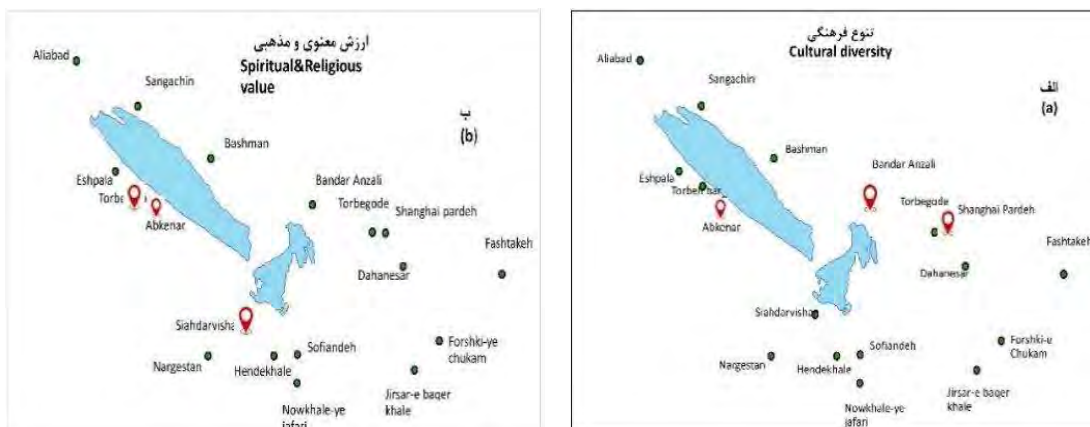 ارزش معنوی و مذهبی
Spiritual&Religious
value
ب
(b)
Aliabad
Sangachin
Bashman
Eshpala
Abkenar
Bandar Anzali
Torbegode
Shanghai pardeh
Fashtakeh
Dahanesar
Siahdarvisha
Nargestan
Hendekhale
Sofiandeh
Nowkhale-ye
jafari
Forshki-ye
chukam
Jirsar-e baqer
khale
تنوع فرهنگی
Cultural diversity
الف
(a)
Aliabad
Sangachin
Bashman
Eshpala
Abkenar
Bandar Anzali
Torbegode
Shanghai Pardeh
Fashtakeh
Dahanesar
Siahdarvishan
Nargestan
Hendekhale
Sofiandeh
Nowkhale-ye
jafari
Forshki-e
Chukam
Jirsar-e baqer
khale